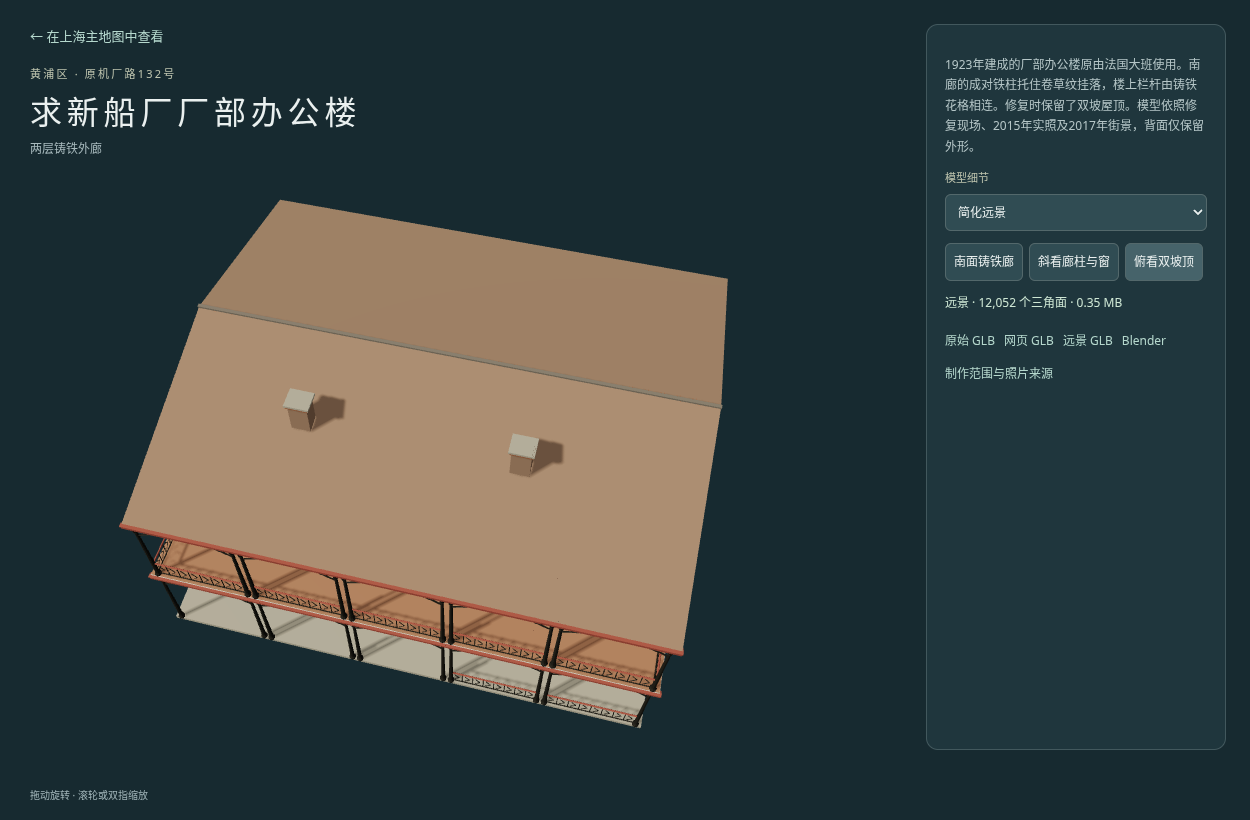 ← 在上海主地图中查看
黄浦区 · 原机厂路132号
求新船厂厂部办公楼
两层铸铁外廊
1923年建成的厂部办公楼原由法国大班使用。南
廊的成对铁柱托住卷草纹挂落，楼上栏杆由铸铁
花格相连。修复时保留了双坡屋顶。模型依照修
复现场、2015年实照及2017年街景，背面仅保留
外形。
模型细节
简化远景
南面铸铁廊 斜看廊柱与窗 俯看双坡顶
远景 · 12,052 个三角面 · 0.35 MB
原始 GLB 网页 GLB 远景 GLB Blender
制作范围与照片来源
拖动旋转 · 滚轮或双指缩放